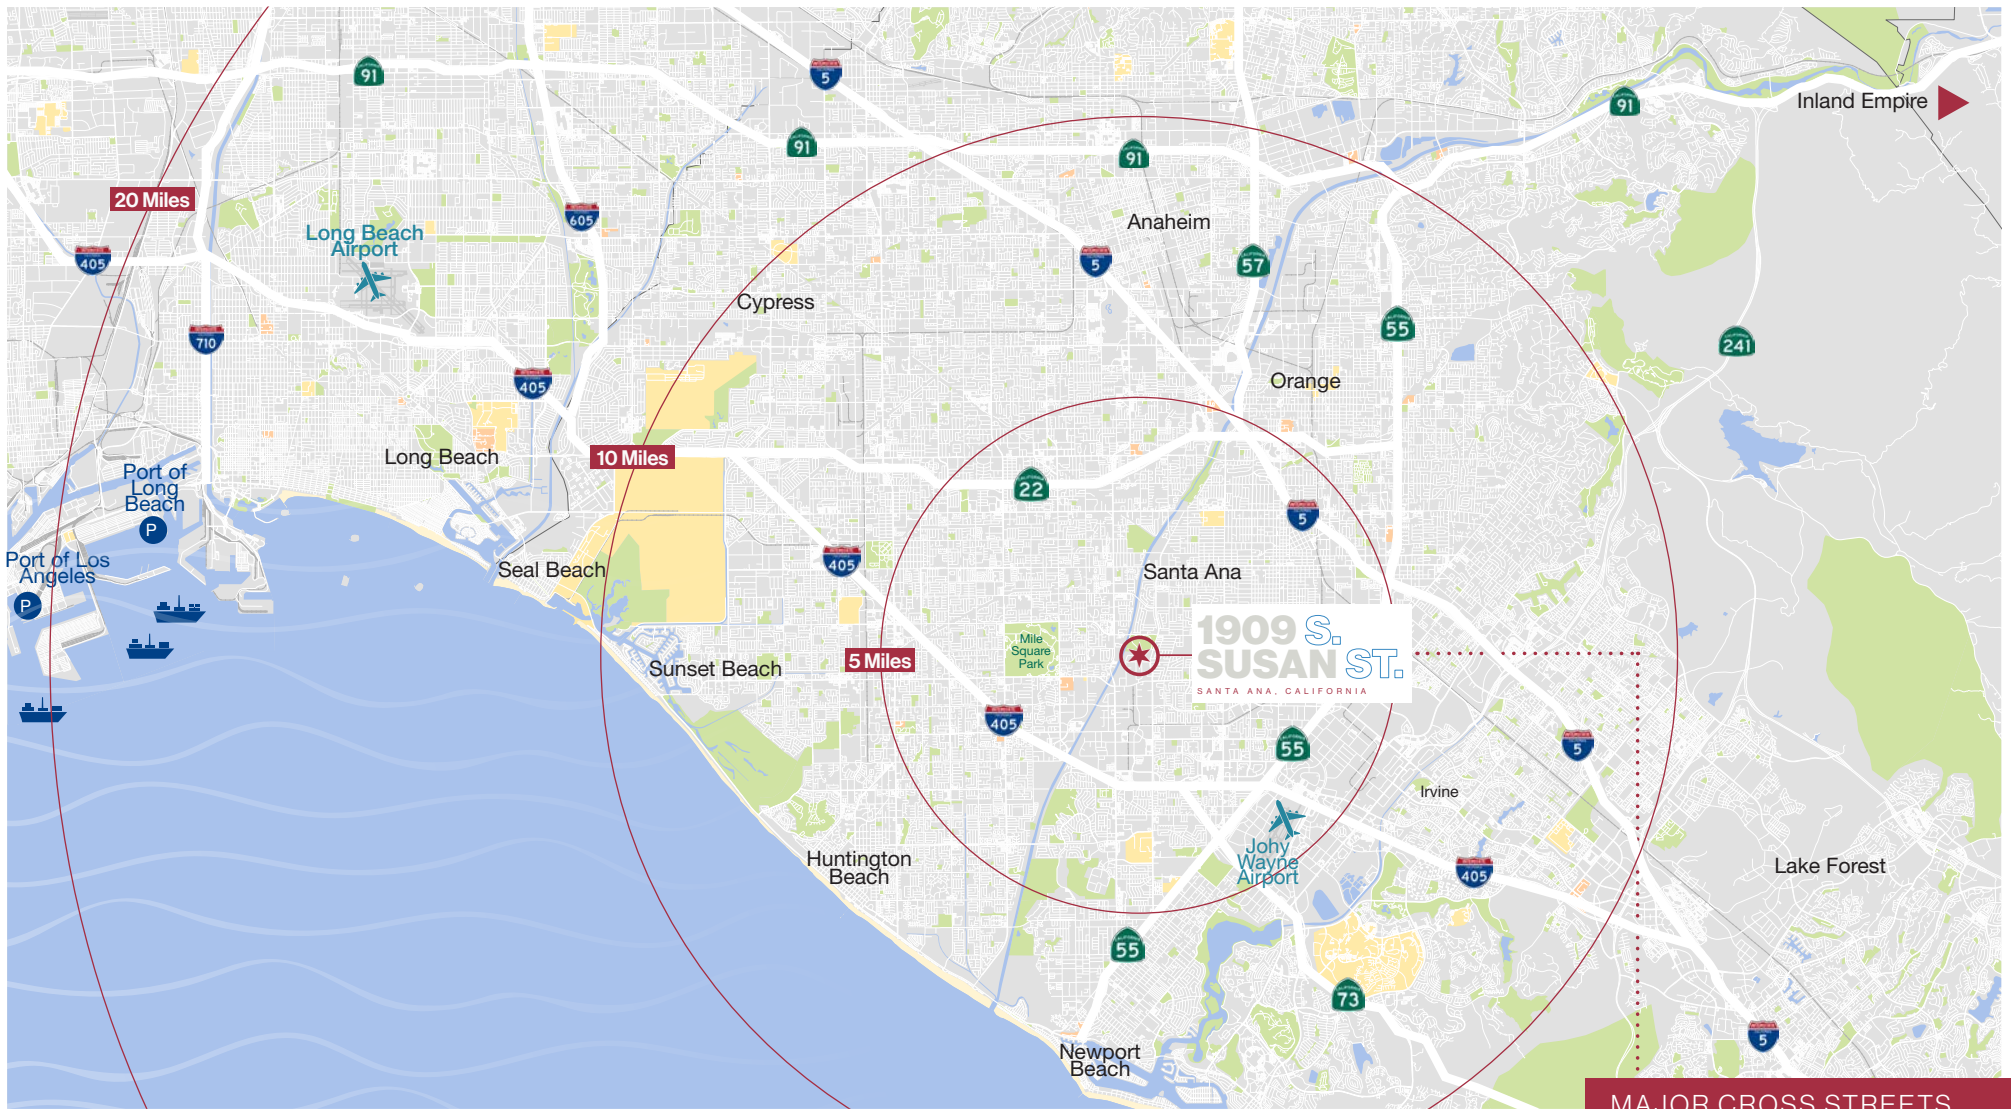 91
5
91
Inland Empire
91
91
20 Miles
605
Anaheim
Long Beach
Airport
405
5
57
Cypress
55
710
241
405
Orange
Long Beach
10 Miles
Port of
Long
Beach
P
22
5
Port of Los
Angeles
P
405
Seal Beach
Santa Ana
1909 S.
SUSAN ST.
SANTA ANA, CALIFORNIA
Mile
Square
Park
5 Miles
Sunset Beach
405
55
5
Irvine
Johy
Wayne
Airport
Huntington
Beach
405
Lake Forest
55
73
5
Newport
Beach
MAJOR CROSS STREETS